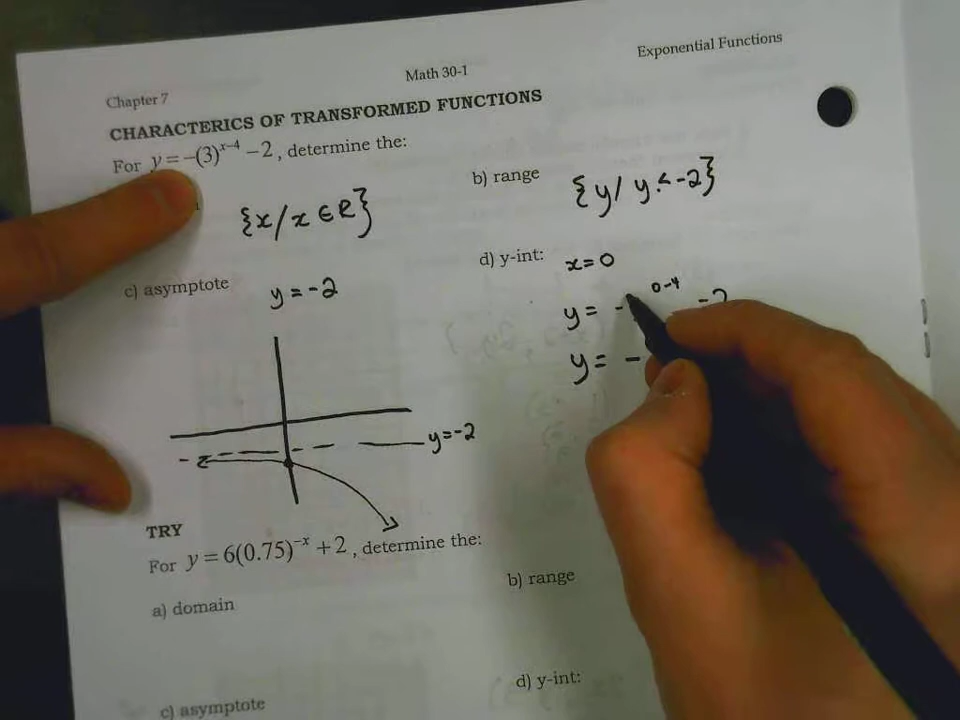 Chapter 7
Math 30-1
Exponential Functions
CHARACTERICS OF TRANSFORMED FUNCTIONS
For y = -(3)^{x-4} - 2, determine the:
{x/x ∈ R}
b) range {y/ y < -2}
c) asymptote y = -2
d) y-int: x = 0
y = - 0-4 -2
y = -
y=-2
-2
TRY
For y = 6(0.75)^{-x} + 2, determine the:
a) domain
b) range
c) asymptote
d) y-int: